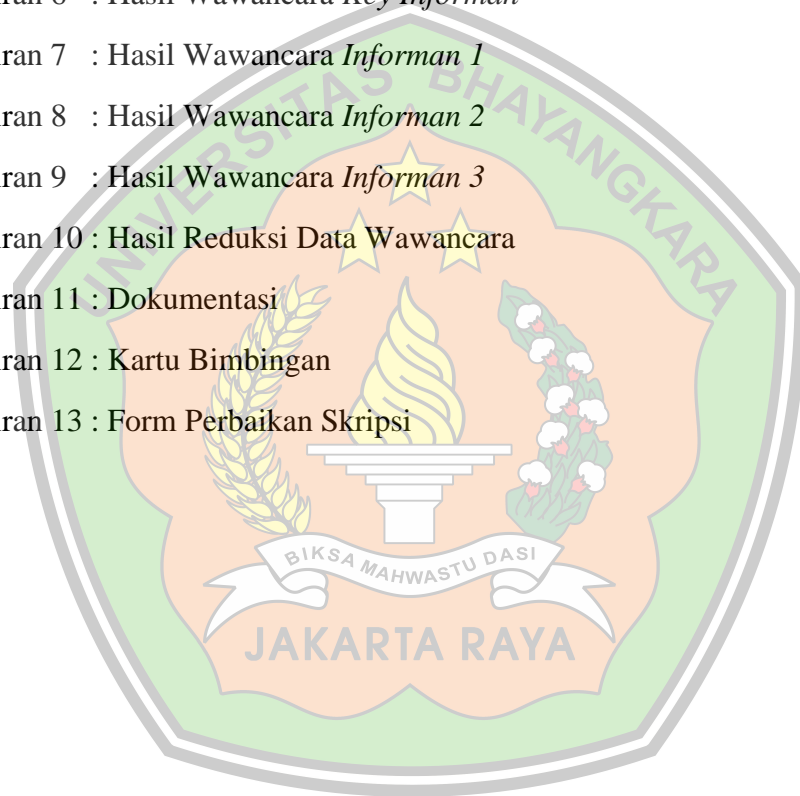 ran 6 : Hasil Wawancara Key Informan
ran 7 : Hasil Wawancara Informan 1
ran 8 : Hasil Wawancara Informan 2
ran 9 : Hasil Wawancara Informan 3
ran 10 : Hasil Reduksi Data Wawancara
ran 11 : Dokumentasi
ran 12 : Kartu Bimbingan
ran 13 : Form Perbaikan Skripsi
UNIVERSITAS BHAYANGKARA
BIKSA MAHWASTU DASI
JAKARTA RAYA